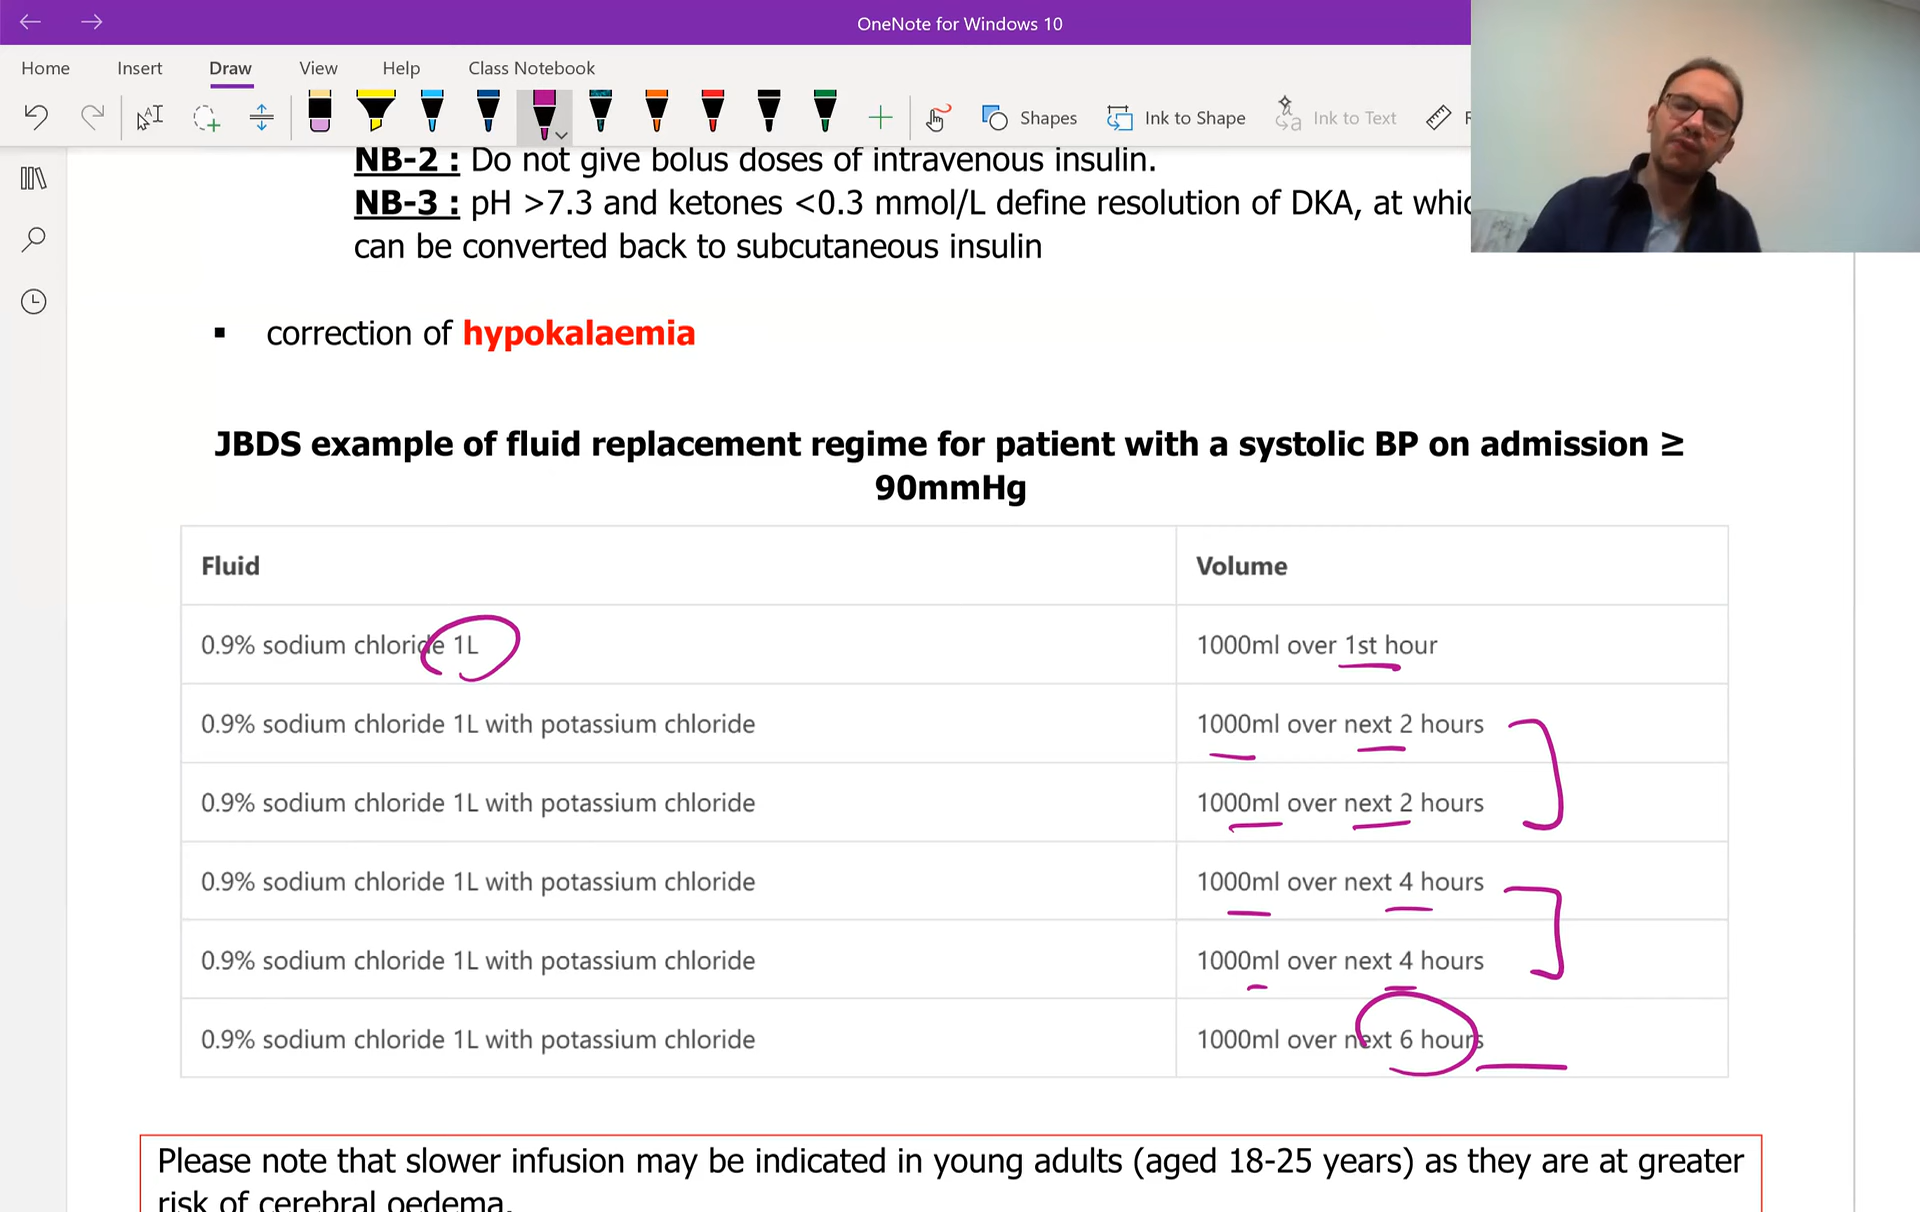 OneNote for Windows 10
Home Insert Draw View Help Class Notebook
Shapes Ink to Shape Ink to Text
NB-2 : Do not give bolus doses of intravenous insulin.
NB-3 : pH >7.3 and ketones <0.3 mmol/L define resolution of DKA, at
can be converted back to subcutaneous insulin
▪ correction of hypokalaemia
JBDS example of fluid replacement regime for patient with a systolic BP on admission ≥
90mmHg
Fluid Volume
0.9% sodium chloride 1L 1000ml over 1st hour
0.9% sodium chloride 1L with potassium chloride 1000ml over next 2 hours
0.9% sodium chloride 1L with potassium chloride 1000ml over next 2 hours
0.9% sodium chloride 1L with potassium chloride 1000ml over next 4 hours
0.9% sodium chloride 1L with potassium chloride 1000ml over next 4 hours
0.9% sodium chloride 1L with potassium chloride 1000ml over next 6 hours
Please note that slower infusion may be indicated in young adults (aged 18-25 years) as they are at greater
risk of cerebral oedema.